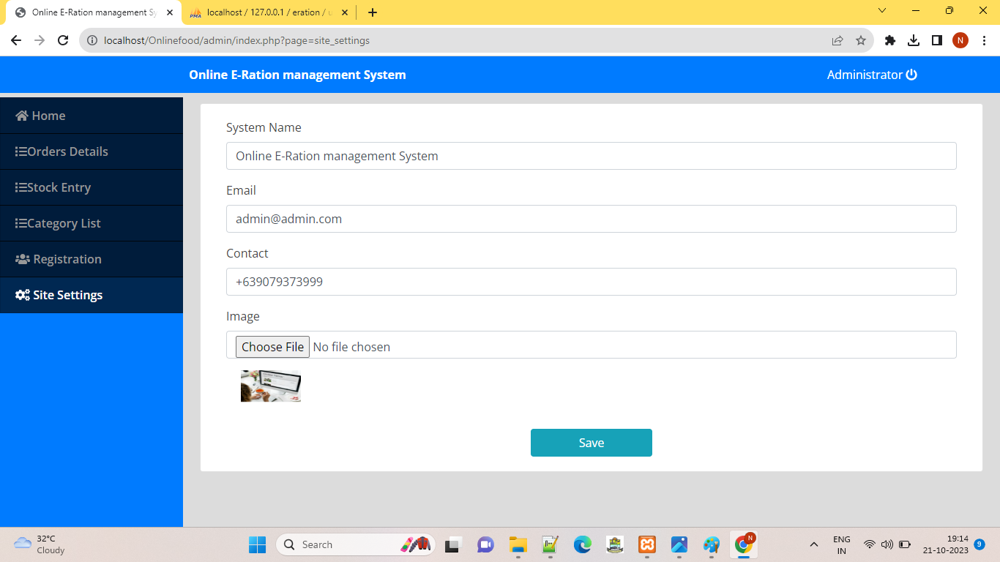 Online E-Ration management Sy
localhost / 127.0.0.1 / eration / u
localhost/Onlinefood/admin/index.php?page=site_settings
N
Online E-Ration management System
Administrator
Home
Orders Details
Stock Entry
Category List
Registration
Site Settings
System Name
Online E-Ration management System
Email
admin@admin.com
Contact
+639079373999
Image
Choose File No file chosen
Save
32°C
Cloudy
Search
N
ENG
IN
19:14
21-10-2023
9